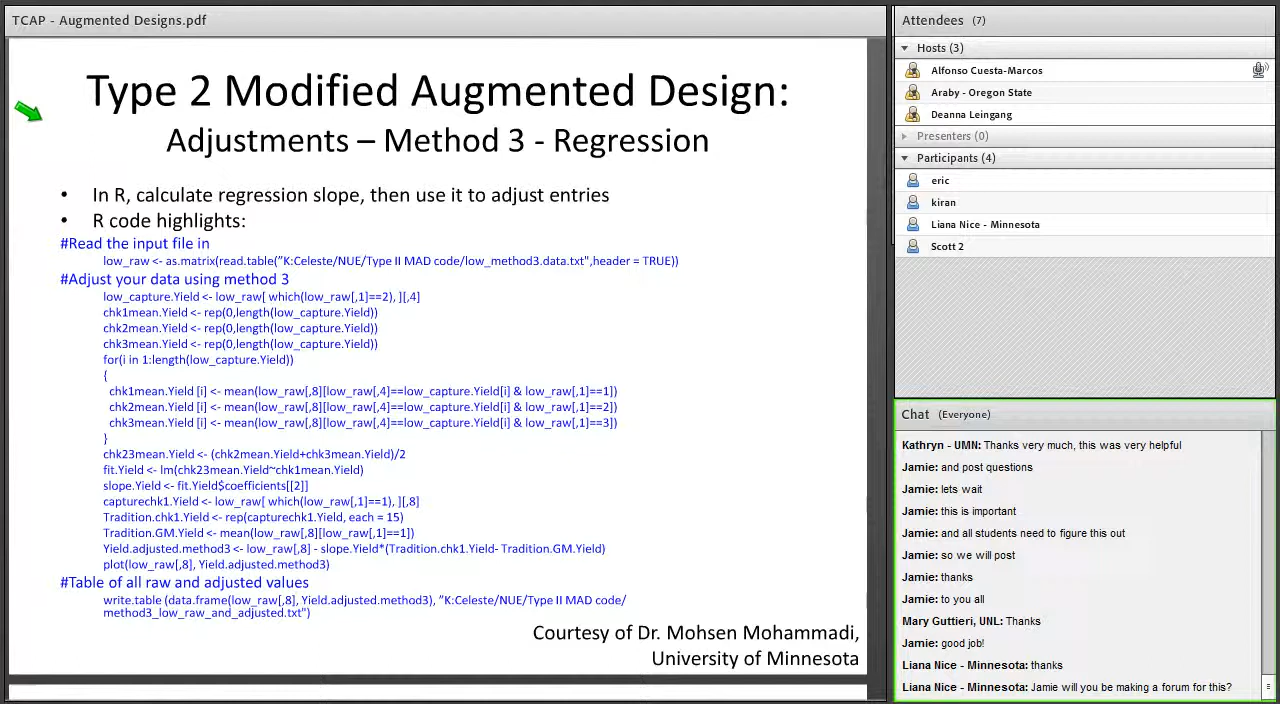 TCAP - Augmented Designs.pdf
Type 2 Modified Augmented Design:
Adjustments – Method 3 - Regression
• In R, calculate regression slope, then use it to adjust entries
• R code highlights:
#Read the input file in
low_raw <- as.matrix(read.table(”K:Celeste/NUE/Type II MAD code/low_method3.data.txt",header = TRUE))
#Adjust your data using method 3
low_capture.Yield <- low_raw[ which(low_raw[,1]==2), ][,4]
chk1mean.Yield <- rep(0,length(low_capture.Yield))
chk2mean.Yield <- rep(0,length(low_capture.Yield))
chk3mean.Yield <- rep(0,length(low_capture.Yield))
for(i in 1:length(low_capture.Yield))
{
chk1mean.Yield [i] <- mean(low_raw[,8][low_raw[,4]==low_capture.Yield[i] & low_raw[,1]==1])
chk2mean.Yield [i] <- mean(low_raw[,8][low_raw[,4]==low_capture.Yield[i] & low_raw[,1]==2])
chk3mean.Yield [i] <- mean(low_raw[,8][low_raw[,4]==low_capture.Yield[i] & low_raw[,1]==3])
}
chk23mean.Yield <- (chk2mean.Yield+chk3mean.Yield)/2
fit.Yield <- lm(chk23mean.Yield~chk1mean.Yield)
slope.Yield <- fit.Yield$coefficients[[2]]
capturechk1.Yield <- low_raw[ which(low_raw[,1]==1), ][,8]
Tradition.chk1.Yield <- rep(capturechk1.Yield, each = 15)
Tradition.GM.Yield <- mean(low_raw[,8][low_raw[,1]==1])
Yield.adjusted.method3 <- low_raw[,8] - slope.Yield*(Tradition.chk1.Yield- Tradition.GM.Yield)
plot(low_raw[,8], Yield.adjusted.method3)
#Table of all raw and adjusted values
write.table (data.frame(low_raw[,8], Yield.adjusted.method3), ”K:Celeste/NUE/Type II MAD code/
method3_low_raw_and_adjusted.txt")
Courtesy of Dr. Mohsen Mohammadi,
University of Minnesota
Attendees (7)
Hosts (3)
Alfonso Cuesta-Marcos
Araby - Oregon State
Deanna Leingang
Presenters (0)
Participants (4)
eric
kiran
Liana Nice - Minnesota
Scott 2
Chat (Everyone)
Kathryn - UMN: Thanks very much, this was very helpful
Jamie: and post questions
Jamie: lets wait
Jamie: this is important
Jamie: and all students need to figure this out
Jamie: so we will post
Jamie: thanks
Jamie: to you all
Mary Guttieri, UNL: Thanks
Jamie: good job!
Liana Nice - Minnesota: thanks
Liana Nice - Minnesota: Jamie will you be making a forum for this?